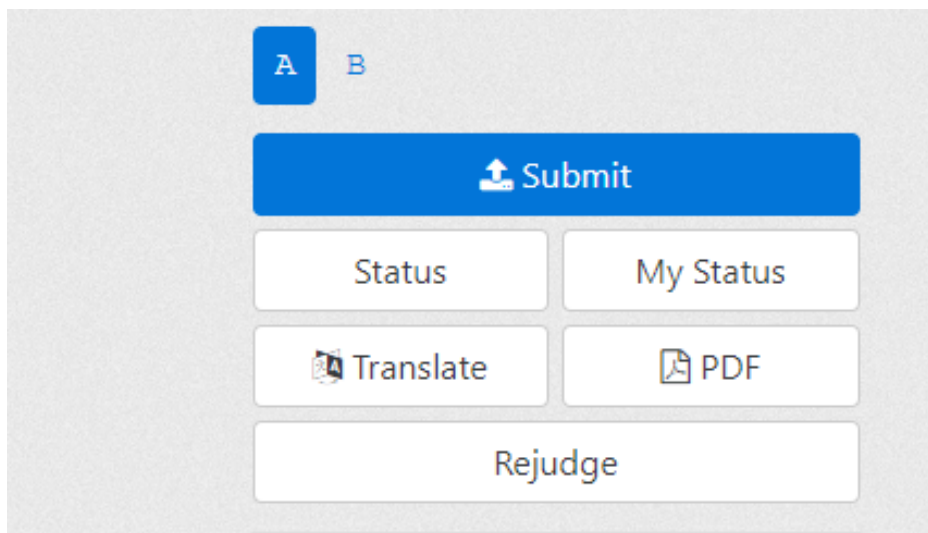 A B
Submit
Status My Status
Translate PDF
Rejudge